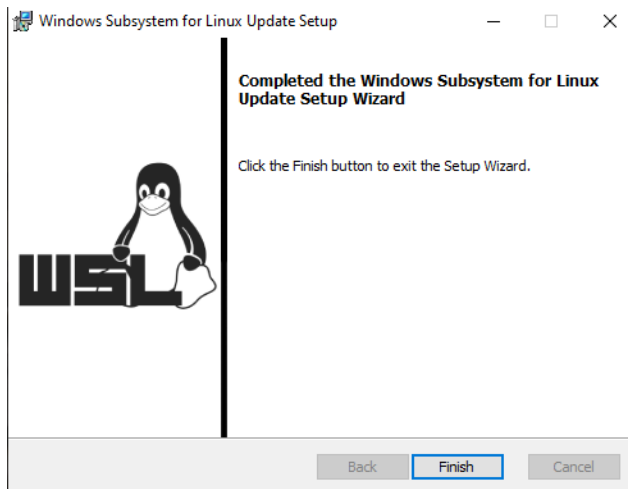 Windows Subsystem for Linux Update Setup
Completed the Windows Subsystem for Linux
Update Setup Wizard
Click the Finish button to exit the Setup Wizard.
WSL
Back
Finish
Cancel